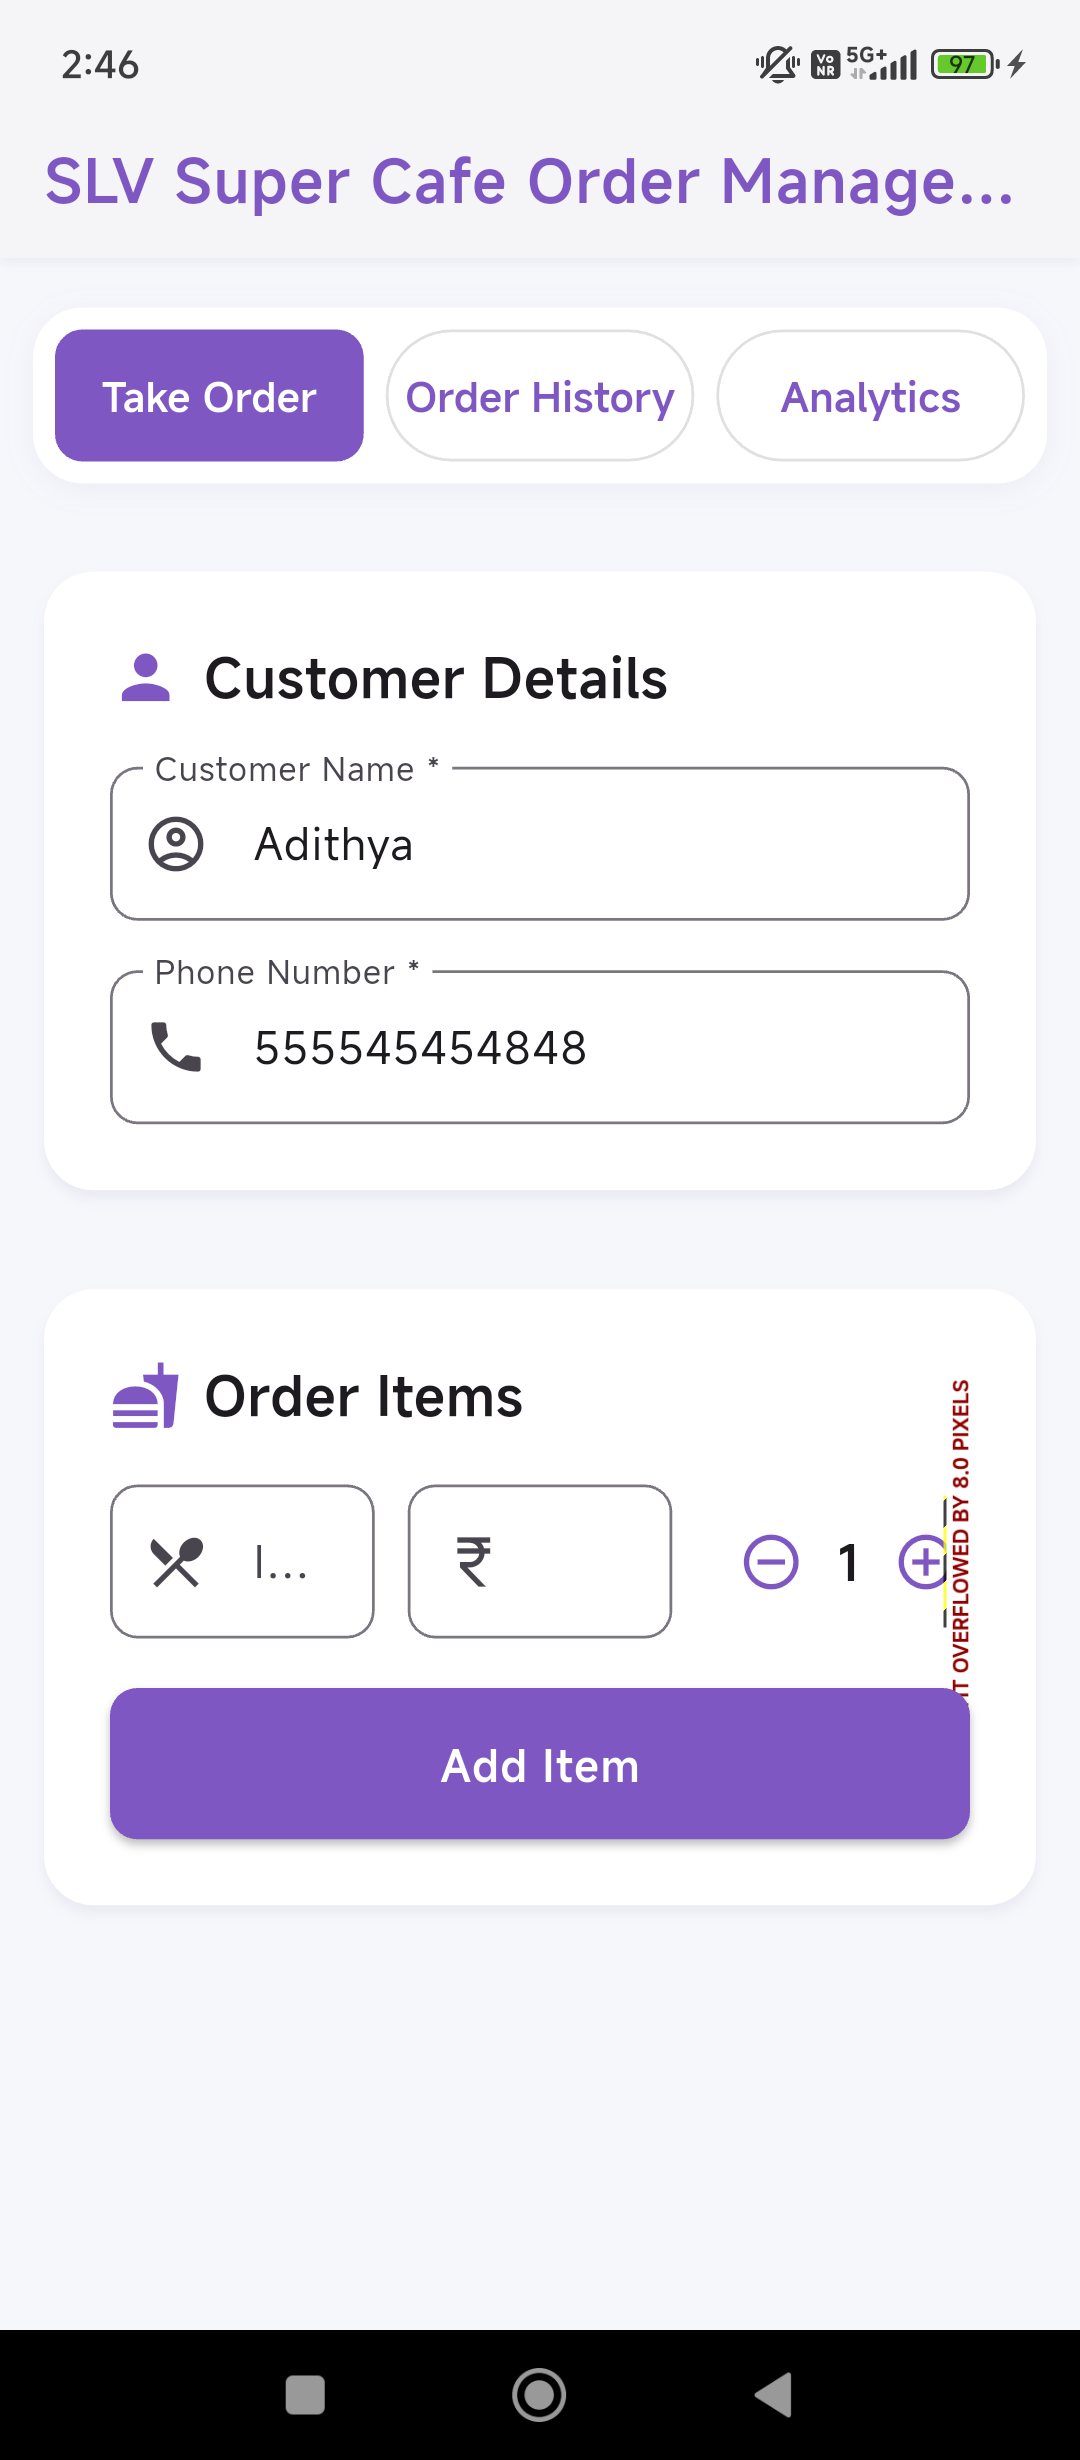 2:46
Vo NR 5G+ 97
SLV Super Cafe Order Manage...
Take Order Order History Analytics
Customer Details
Customer Name *
Adithya
Phone Number *
555545454848
Order Items
I... ₹ 1
OVERFLOWED BY 8.0 PIXELS
Add Item